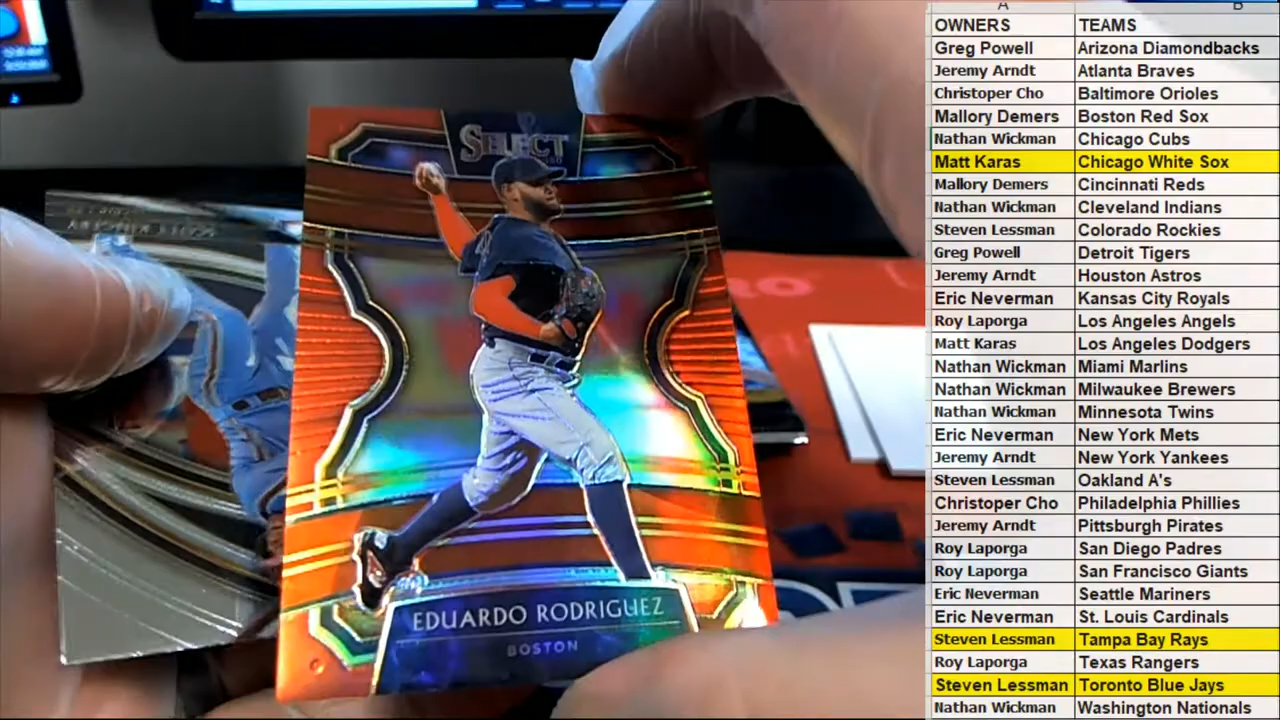 SELECT
EDUARDO RODRIGUEZ
BOSTON
A B
OWNERS TEAMS
Greg Powell Arizona Diamondbacks
Jeremy Arndt Atlanta Braves
Christoper Cho Baltimore Orioles
Mallory Demers Boston Red Sox
Nathan Wickman Chicago Cubs
Matt Karas Chicago White Sox
Mallory Demers Cincinnati Reds
Nathan Wickman Cleveland Indians
Steven Lessman Colorado Rockies
Greg Powell Detroit Tigers
Jeremy Arndt Houston Astros
Eric Neverman Kansas City Royals
Roy Laporga Los Angeles Angels
Matt Karas Los Angeles Dodgers
Nathan Wickman Miami Marlins
Nathan Wickman Milwaukee Brewers
Nathan Wickman Minnesota Twins
Eric Neverman New York Mets
Jeremy Arndt New York Yankees
Steven Lessman Oakland A's
Christoper Cho Philadelphia Phillies
Jeremy Arndt Pittsburgh Pirates
Roy Laporga San Diego Padres
Roy Laporga San Francisco Giants
Eric Neverman Seattle Mariners
Eric Neverman St. Louis Cardinals
Steven Lessman Tampa Bay Rays
Roy Laporga Texas Rangers
Steven Lessman Toronto Blue Jays
Nathan Wickman Washington Nationals